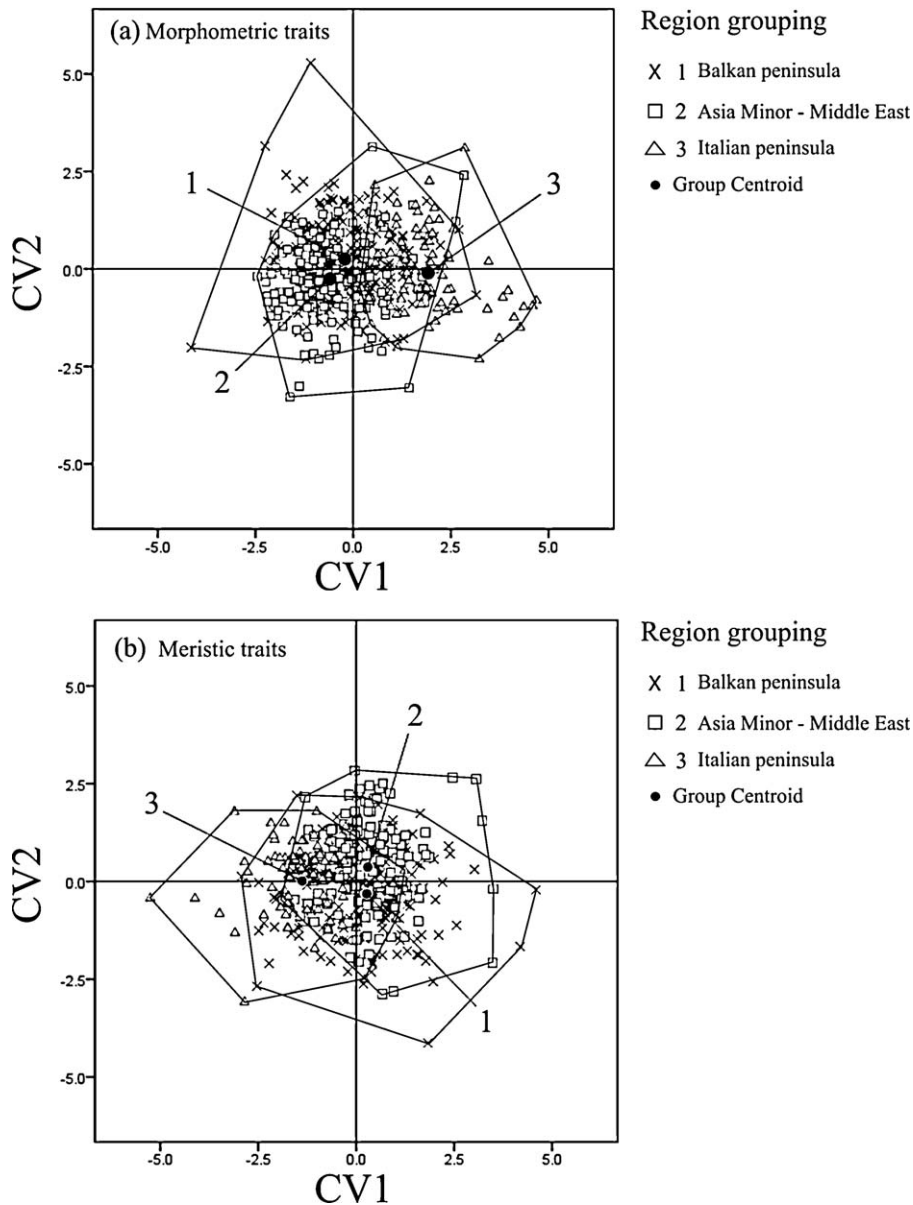 (a) Morphometric traits
Region grouping
1 Balkan peninsula
2 Asia Minor - Middle East
3 Italian peninsula
Group Centroid
5.0
2.5
0.0
-2.5
-5.0
CV2
1
3
2
-5.0 -2.5 0.0 2.5 5.0
CV1
(b) Meristic traits
Region grouping
1 Balkan peninsula
2 Asia Minor - Middle East
3 Italian peninsula
Group Centroid
5.0
2.5
0.0
-2.5
-5.0
CV2
2
3
1
-5.0 -2.5 0.0 2.5 5.0
CV1